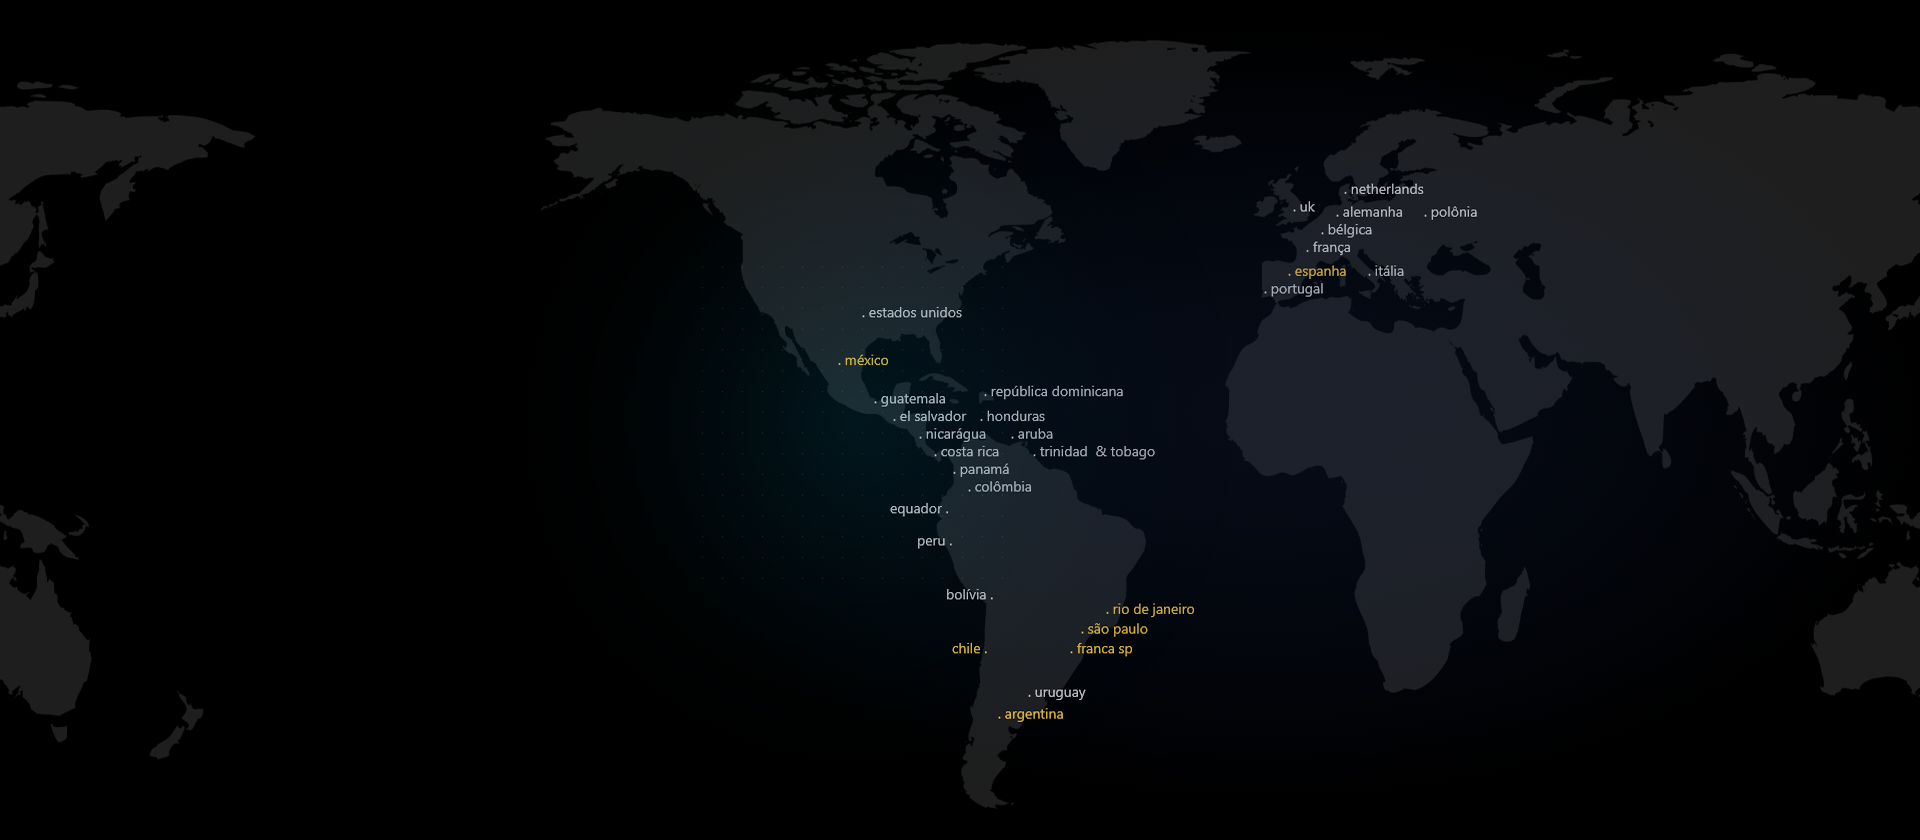 . netherlands
. uk
. alemanha
. polônia
. bélgica
. frança
. espanha
. itália
. portugal
. estados unidos
. méxico
. república dominicana
. guatemala
. el salvador
. honduras
. nicarágua
. aruba
. costa rica
. trinidad & tobago
. panamá
. colômbia
equador .
peru .
bolívia .
. rio de janeiro
. são paulo
chile .
. franca sp
. uruguay
. argentina